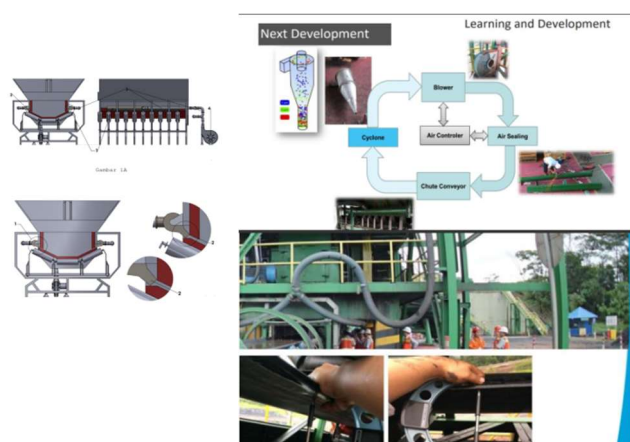 Learning and Development
Next Development
Blower
Cyclone
Air Controler
Air Sealing
Chute Conveyor
Gambar 1A